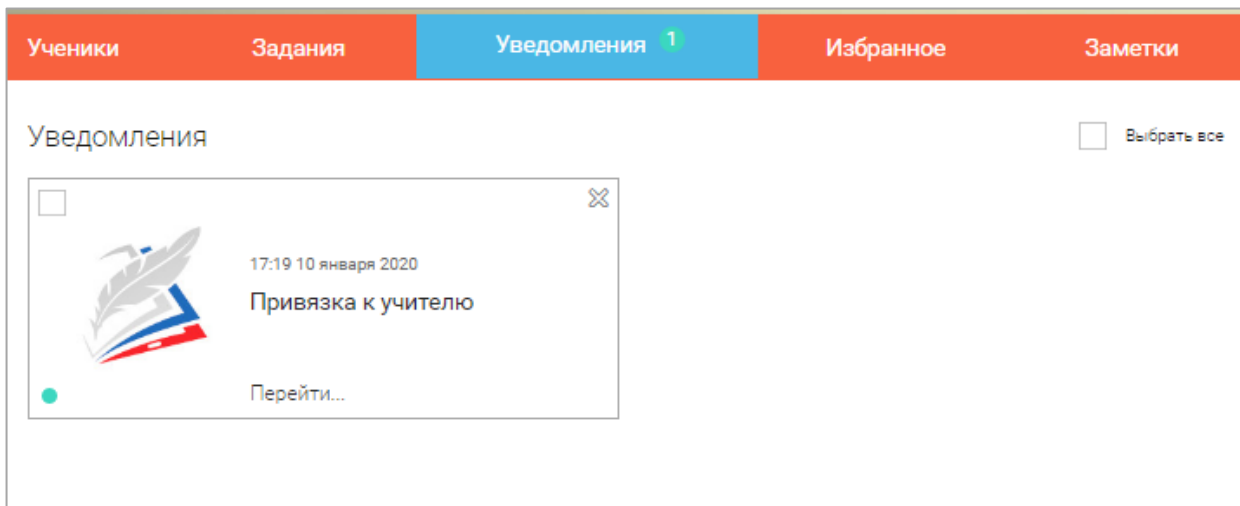 Ученики Задания Уведомления 1 Избранное Заметки
Уведомления Выбрать все
17:19 10 января 2020
Привязка к учителю
Перейти...